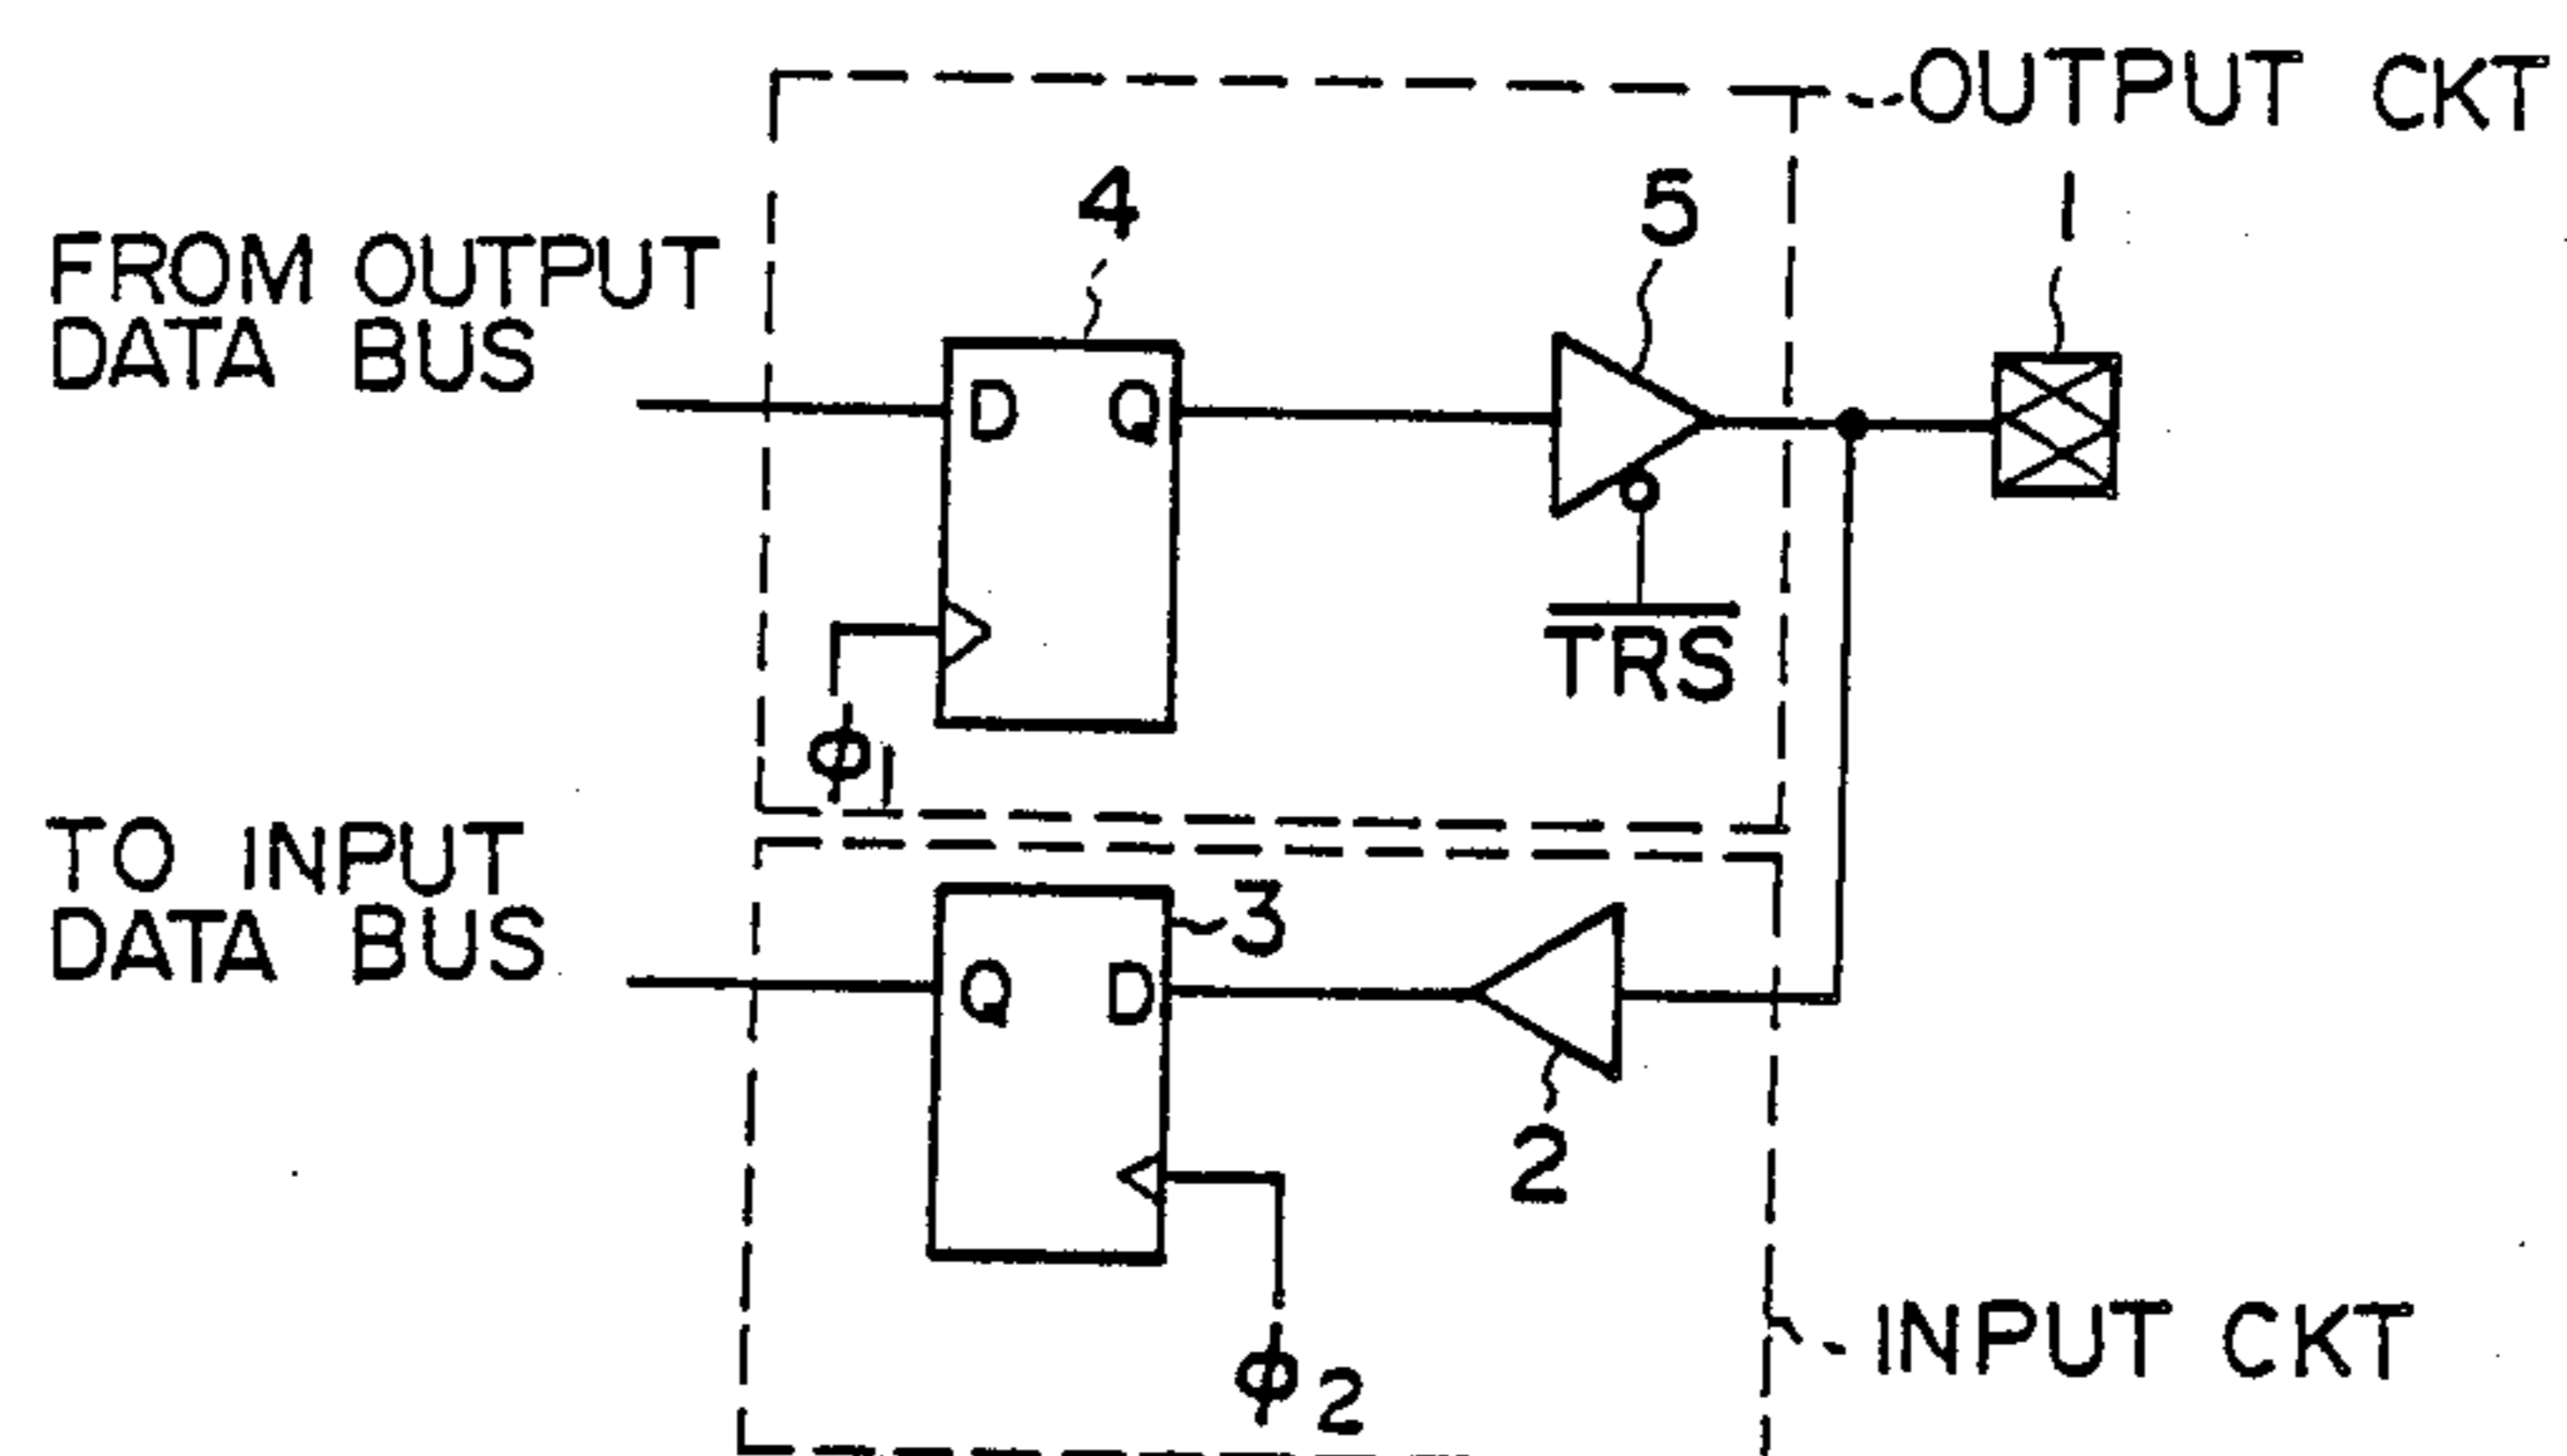 OUTPUT CKT
4
5
1
FROM OUTPUT
DATA BUS
D Q
T̅R̅S̅
ϕ1
TO INPUT
DATA BUS
3
Q D
2
ϕ2
INPUT CKT